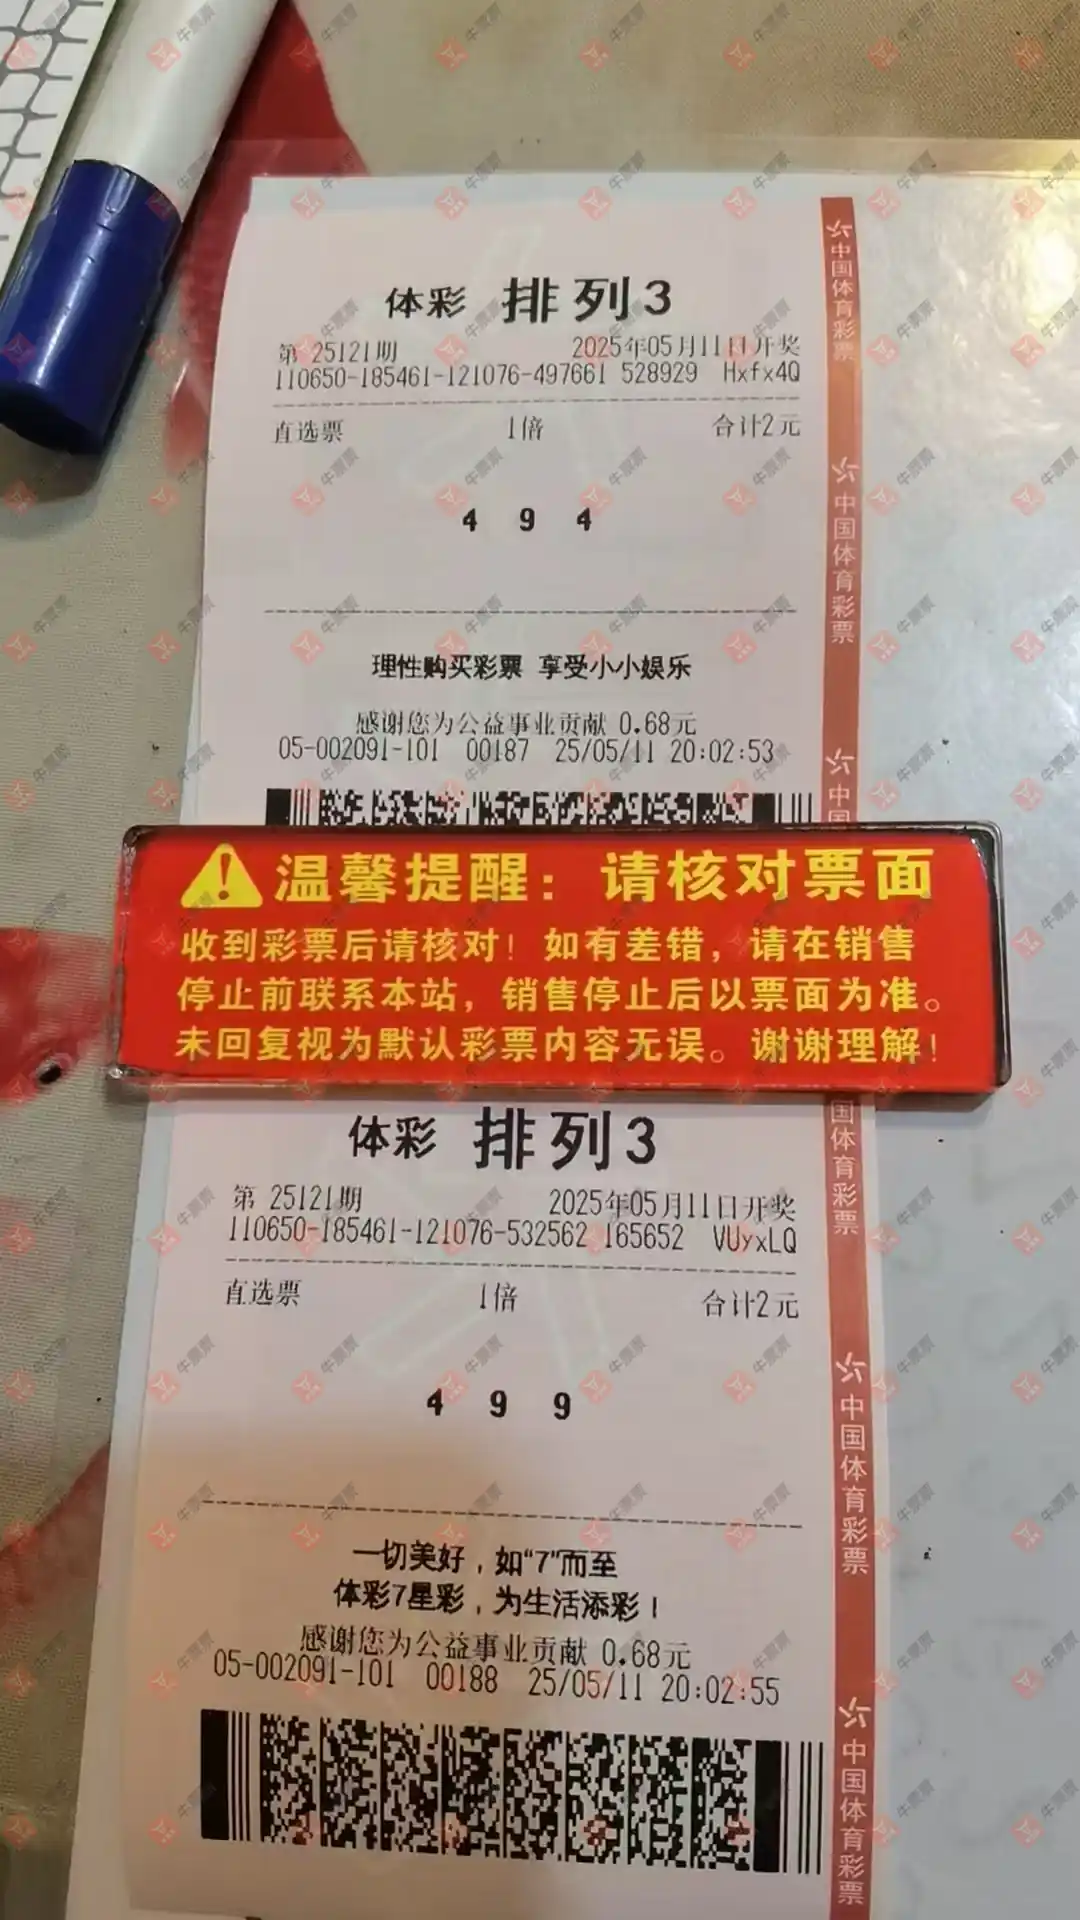 体彩 排列3
第 25121期 2025年05月11日开奖
110650-185461-121076-497661 528929 Hxfx4Q
直选票 1倍 合计2元
4 9 4
理性购买彩票 享受小小娱乐
感谢您为公益事业贡献 0.68元
05-002091-101 00187 25/05/11 20:02:53
中国体育彩票
中国体育彩票
中国
温馨提醒：请核对票面
收到彩票后请核对！如有差错，请在销售
停止前联系本站，销售停止后以票面为准。
未回复视为默认彩票内容无误。谢谢理解！
体彩 排列3
第 25121期 2025年05月11日开奖
110650-185461-121076-532562 165652 VUyxLQ
直选票 1倍 合计2元
4 9 9
一切美好，如“7”而至
体彩7星彩，为生活添彩！
感谢您为公益事业贡献 0.68元
05-002091-101 00188 25/05/11 20:02:55
国体育彩票
中国体育彩票
中国体育彩票
牛票票